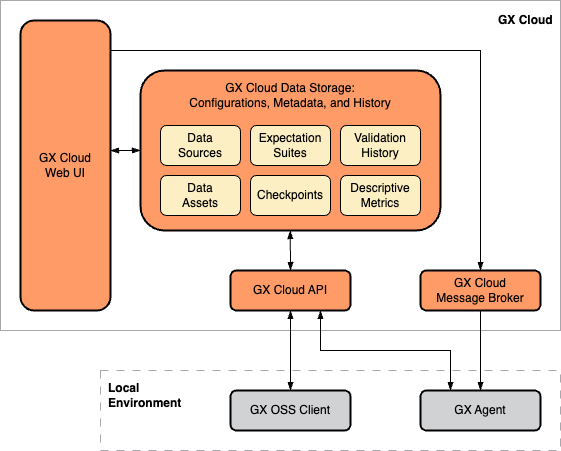 GX Cloud
GX Cloud
Web UI
GX Cloud Data Storage:
Configurations, Metadata, and History
Data
Sources
Expectation
Suites
Validation
History
Data
Assets
Checkpoints
Descriptive
Metrics
GX Cloud API
GX Cloud
Message Broker
Local
Environment
GX OSS Client
GX Agent